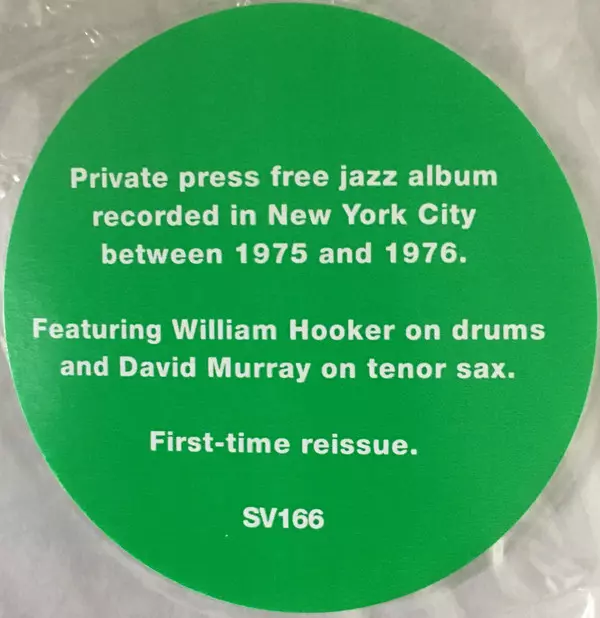 Private press free jazz album
recorded in New York City
between 1975 and 1976.
Featuring William Hooker on drums
and David Murray on tenor sax.
First-time reissue.
SV166